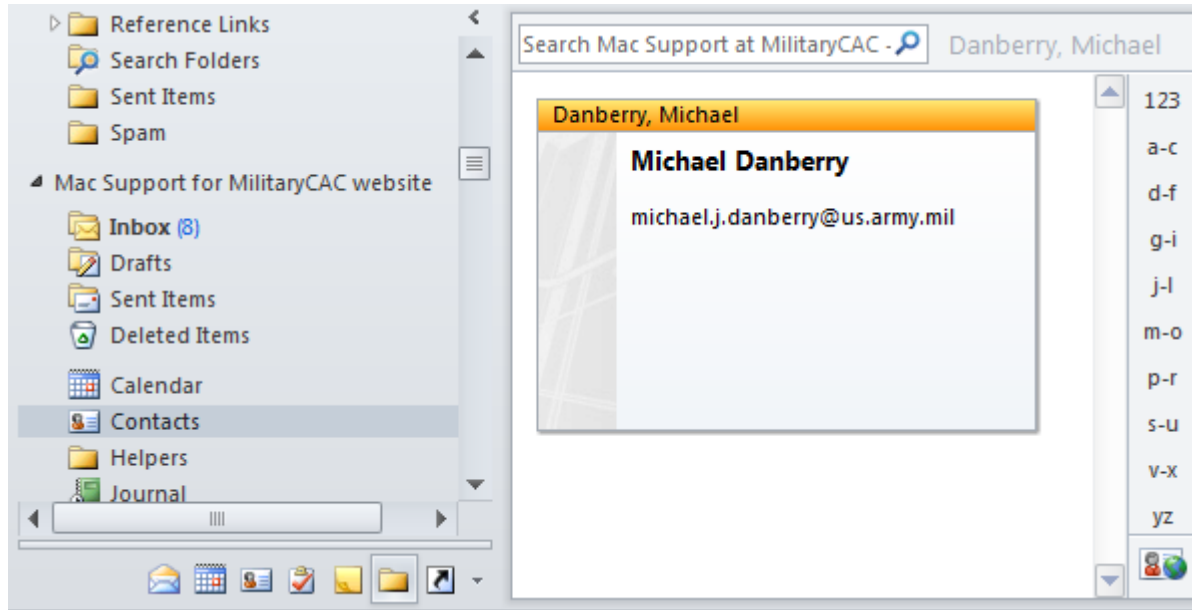 Reference Links
Search Folders
Sent Items
Spam
Mac Support for MilitaryCAC website
Inbox (8)
Drafts
Sent Items
Deleted Items
Calendar
Contacts
Helpers
Journal
Search Mac Support at MilitaryCAC -
Danberry, Michael
Danberry, Michael
Michael Danberry
michael.j.danberry@us.army.mil
123
a-c
d-f
g-i
j-l
m-o
p-r
s-u
v-x
yz